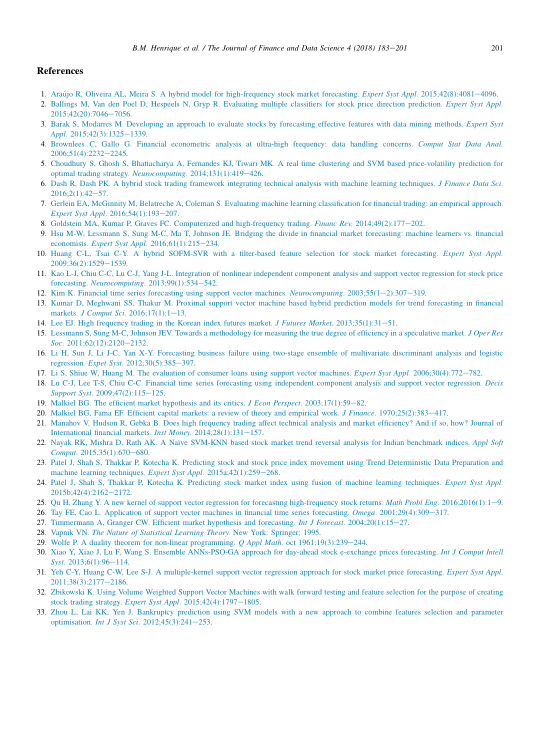 B.M. Henrique et al. / The Journal of Finance and Data Science 4 (2018) 183–201
201
References
1. Araújo R, Oliveira AL, Meira S. A hybrid model for high-frequency stock market forecasting. Expert Syst Appl. 2015;42(8):4081–4096.
2. Ballings M, Van den Poel D, Hespeels N, Gryp R. Evaluating multiple classifiers for stock price direction prediction. Expert Syst Appl.
2015;42(20):7046–7056.
3. Barak S, Modarres M. Developing an approach to evaluate stocks by forecasting effective features with data mining methods. Expert Syst
Appl. 2015;42(3):1325–1339.
4. Brownlees C, Gallo G. Financial econometric analysis at ultra-high frequency: data handling concerns. Comput Stat Data Anal.
2006;51(4):2232–2245.
5. Choudhury S, Ghosh S, Bhattacharya A, Fernandes KJ, Tiwari MK. A real time clustering and SVM based price-volatility prediction for
optimal trading strategy. Neurocomputing. 2014;131(1):419–426.
6. Dash R, Dash PK. A hybrid stock trading framework integrating technical analysis with machine learning techniques. J Finance Data Sci.
2016;2(1):42–57.
7. Gerlein EA, McGinnity M, Belatreche A, Coleman S. Evaluating machine learning classification for financial trading: an empirical approach.
Expert Syst Appl. 2016;54(1):193–207.
8. Goldstein MA, Kumar P, Graves FC. Computerized and high-frequency trading. Financ Rev. 2014;49(2):177–202.
9. Hsu M-W, Lessmann S, Sung M-C, Ma T, Johnson JE. Bridging the divide in financial market forecasting: machine learners vs. financial
economists. Expert Syst Appl. 2016;61(1):215–234.
10. Huang C-L, Tsai C-Y. A hybrid SOFM-SVR with a filter-based feature selection for stock market forecasting. Expert Syst Appl.
2009;36(2):1529–1539.
11. Kao L-J, Chiu C-C, Lu C-J, Yang J-L. Integration of nonlinear independent component analysis and support vector regression for stock price
forecasting. Neurocomputing. 2013;99(1):534–542.
12. Kim K. Financial time series forecasting using support vector machines. Neurocomputing. 2003;55(1–2):307–319.
13. Kumar D, Meghwani SS, Thakur M. Proximal support vector machine based hybrid prediction models for trend forecasting in financial
markets. J Comput Sci. 2016;17(1):1–13.
14. Lee EJ. High frequency trading in the Korean index futures market. J Futures Market. 2013;35(1):31–51.
15. Lessmann S, Sung M-C, Johnson JEV. Towards a methodology for measuring the true degree of efficiency in a speculative market. J Oper Res
Soc. 2011;62(12):2120–2132.
16. Li H, Sun J, Li J-C, Yan X-Y. Forecasting business failure using two-stage ensemble of multivariate discriminant analysis and logistic
regression. Expet Syst. 2012;30(5):385–397.
17. Li S, Shiue W, Huang M. The evaluation of consumer loans using support vector machines. Expert Syst Appl. 2006;30(4):772–782.
18. Lu C-J, Lee T-S, Chiu C-C. Financial time series forecasting using independent component analysis and support vector regression. Decis
Support Syst. 2009;47(2):115–125.
19. Malkiel BG. The efficient market hypothesis and its critics. J Econ Perspect. 2003;17(1):59–82.
20. Malkiel BG, Fama EF. Efficient capital markets: a review of theory and empirical work. J Finance. 1970;25(2):383–417.
21. Manahov V, Hudson R, Gebka B. Does high frequency trading affect technical analysis and market efficiency? And if so, how? Journal of
International financial markets. Inst Money. 2014;28(1):131–157.
22. Nayak RK, Mishra D, Rath AK. A Naïve SVM-KNN based stock market trend reversal analysis for Indian benchmark indices. Appl Soft
Comput. 2015;35(1):670–680.
23. Patel J, Shah S, Thakkar P, Kotecha K. Predicting stock and stock price index movement using Trend Deterministic Data Preparation and
machine learning techniques. Expert Syst Appl. 2015a;42(1):259–268.
24. Patel J, Shah S, Thakkar P, Kotecha K. Predicting stock market index using fusion of machine learning techniques. Expert Syst Appl.
2015b;42(4):2162–2172.
25. Qu H, Zhang Y. A new kernel of support vector regression for forecasting high-frequency stock returns. Math Probl Eng. 2016;2016(1):1–9.
26. Tay FE, Cao L. Application of support vector machines in financial time series forecasting. Omega. 2001;29(4):309–317.
27. Timmermann A, Granger CW. Efficient market hypothesis and forecasting. Int J Forecast. 2004;20(1):15–27.
28. Vapnik VN. The Nature of Statistical Learning Theory. New York: Springer; 1995.
29. Wolfe P. A duality theorem for non-linear programming. Q Appl Math. oct 1961;19(3):239–244.
30. Xiao Y, Xiao J, Lu F, Wang S. Ensemble ANNs-PSO-GA approach for day-ahead stock e-exchange prices forecasting. Int J Comput Intell
Syst. 2013;6(1):96–114.
31. Yeh C-Y, Huang C-W, Lee S-J. A multiple-kernel support vector regression approach for stock market price forecasting. Expert Syst Appl.
2011;38(3):2177–2186.
32. Zbikowski K. Using Volume Weighted Support Vector Machines with walk forward testing and feature selection for the purpose of creating
stock trading strategy. Expert Syst Appl. 2015;42(4):1797–1805.
33. Zhou L, Lai KK, Yen J. Bankruptcy prediction using SVM models with a new approach to combine features selection and parameter
optimisation. Int J Syst Sci. 2012;45(3):241–253.